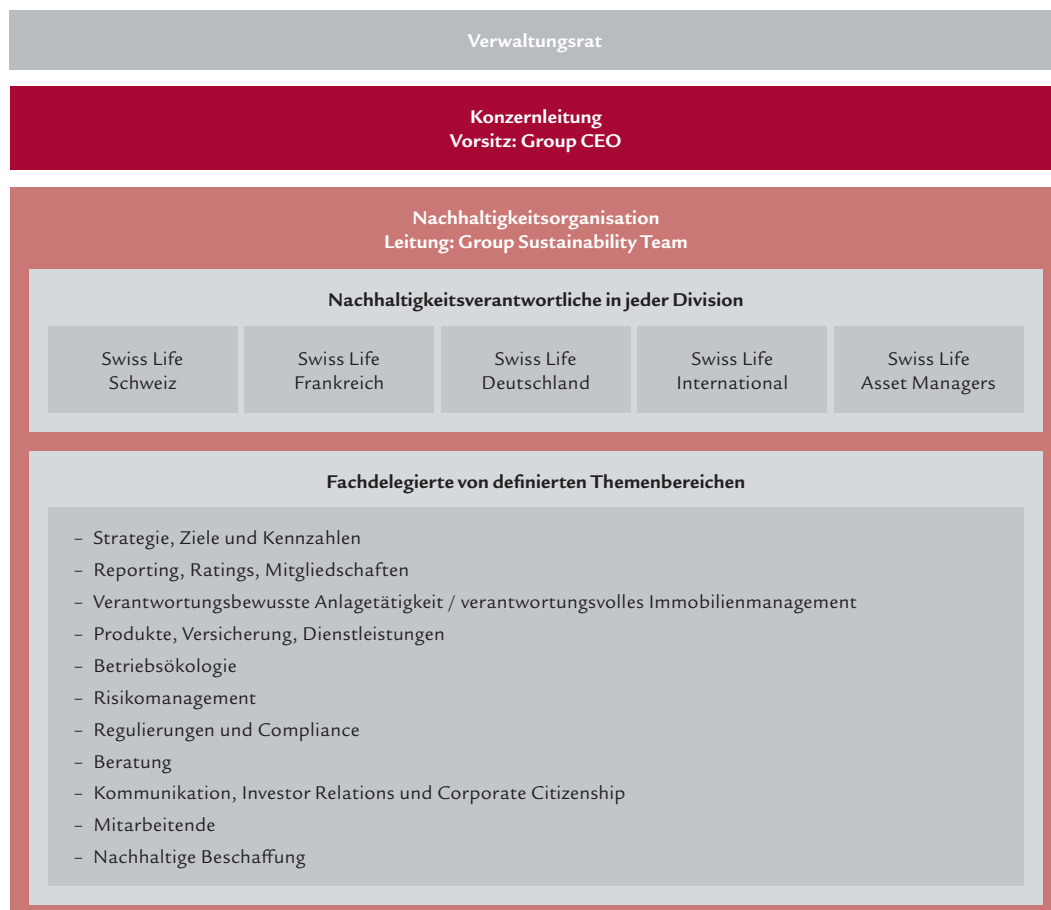 Verwaltungsrat
Konzernleitung
Vorsitz: Group CEO
Nachhaltigkeitsorganisation
Leitung: Group Sustainability Team
Nachhaltigkeitsverantwortliche in jeder Division
Swiss Life
Schweiz
Swiss Life
Frankreich
Swiss Life
Deutschland
Swiss Life
International
Swiss Life
Asset Managers
Fachdelegierte von definierten Themenbereichen
– Strategie, Ziele und Kennzahlen
– Reporting, Ratings, Mitgliedschaften
– Verantwortungsbewusste Anlagetätigkeit / verantwortungsvolles Immobilienmanagement
– Produkte, Versicherung, Dienstleistungen
– Betriebsökologie
– Risikomanagement
– Regulierungen und Compliance
– Beratung
– Kommunikation, Investor Relations und Corporate Citizenship
– Mitarbeitende
– Nachhaltige Beschaffung